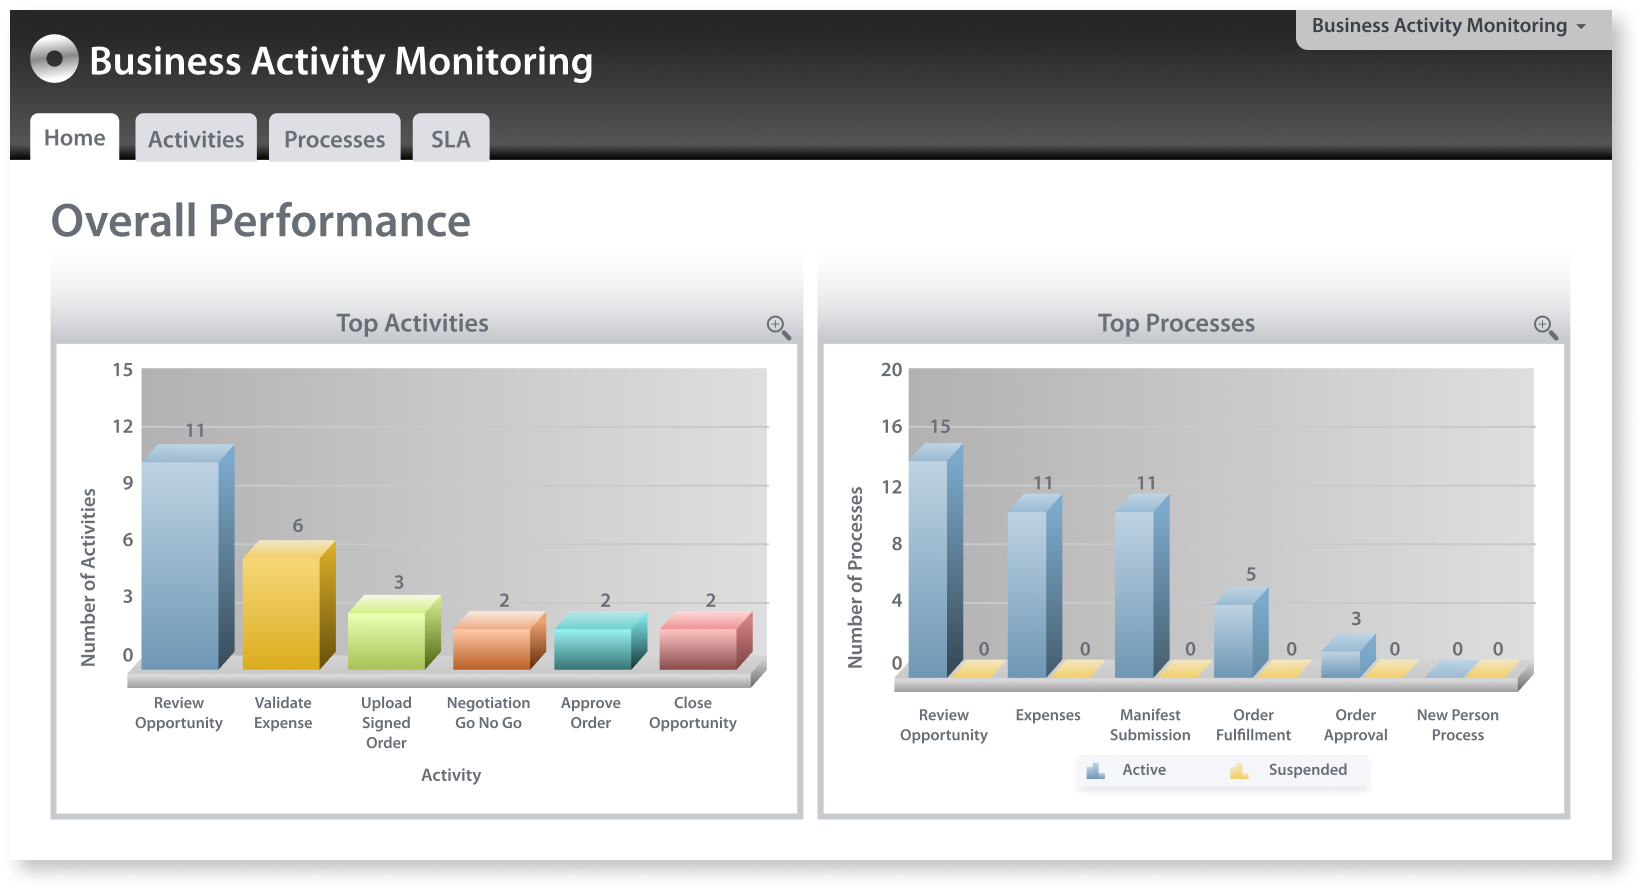 Business Activity Monitoring
Business Activity Monitoring
Home
Activities
Processes
SLA
Overall Performance
Top Activities
15
12
9
6
3
0
Number of Activities
11
6
3
2
2
2
Review
Opportunity
Validate
Expense
Upload
Signed
Order
Negotiation
Go No Go
Approve
Order
Close
Opportunity
Activity
Top Processes
20
16
12
8
4
0
Number of Processes
15
0
11
0
11
0
5
0
3
0
0
0
Review
Opportunity
Expenses
Manifest
Submission
Order
Fulfillment
Order
Approval
New Person
Process
Active
Suspended